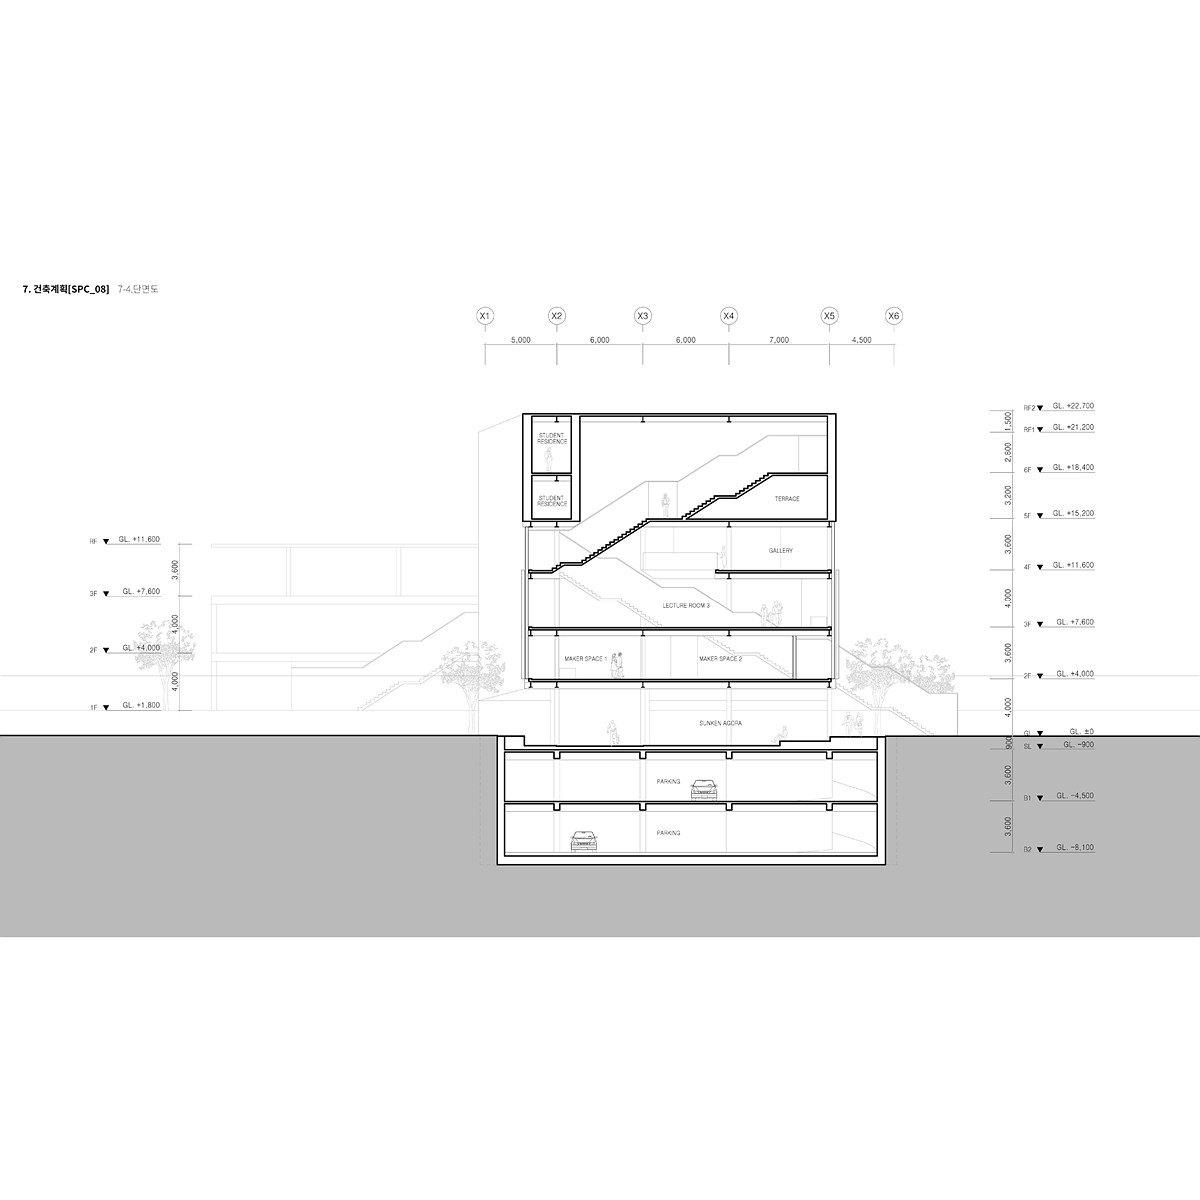 7. 건축계획[SPC_08] 7-4.단면도
X1 X2 X3 X4 X5 X6
5,000 6,000 6,000 7,000 4,500
RF2 GL. +22,700
1,500
RF1 GL. +21,200
2,800
6F GL. +18,400
3,200
5F GL. +15,200
3,600
4F GL. +11,600
4,000
3F GL. +7,600
3,600
2F GL. +4,000
4,000
GL GL. ±0
900
SL GL. -900
3,600
B1 GL. -4,500
3,600
B2 GL. -8,100
RF GL. +11,600
3,600
3F GL. +7,600
4,000
2F GL. +4,000
4,000
1F GL. +1,800
STUDENT
RESIDENCE
STUDENT
RESIDENCE
TERRACE
GALLERY
LECTURE ROOM 3
MAKER SPACE 1
MAKER SPACE 2
SUNKEN AGORA
PARKING
PARKING